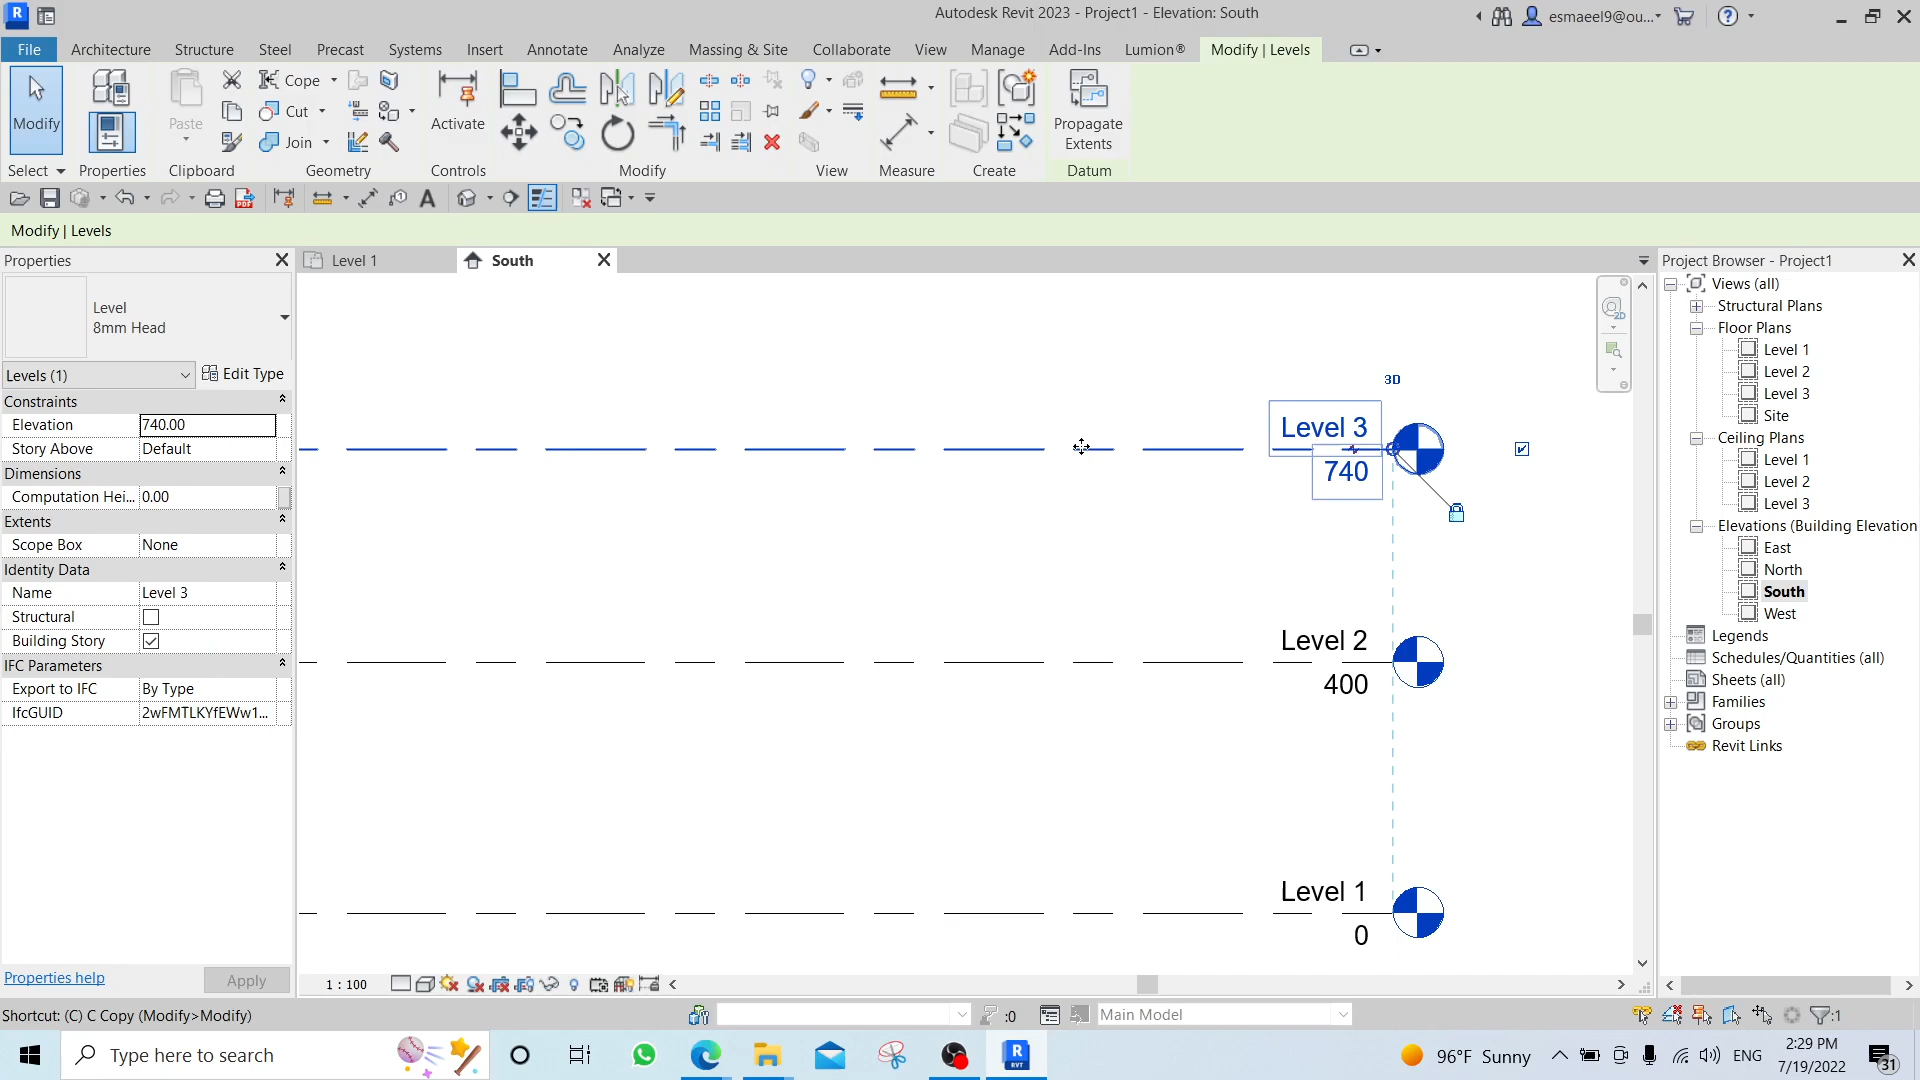 Autodesk Revit 2023 - Project1 - Elevation: South
esmaeel9@ou...
File Architecture Structure Steel Precast Systems Insert Annotate Analyze Massing & Site Collaborate View Manage Add-Ins Lumion® Modify | Levels
Modify
Paste
Cope
Cut
Join
Activate
Propagate
Extents
Select Properties Clipboard Geometry Controls Modify View Measure Create Datum
Modify | Levels
Properties
Level
8mm Head
Levels (1)
Edit Type
Constraints
Elevation 740.00
Story Above Default
Dimensions
Computation Hei... 0.00
Extents
Scope Box None
Identity Data
Name Level 3
Structural
Building Story
IFC Parameters
Export to IFC By Type
IfcGUID 2wFMTLKYfEWw1...
Properties help
Apply
Level 1
South
2D
3D
Level 3
740
Level 2
400
Level 1
0
1 : 100
Project Browser - Project1
Views (all)
Structural Plans
Floor Plans
Level 1
Level 2
Level 3
Site
Ceiling Plans
Level 1
Level 2
Level 3
Elevations (Building Elevation
East
North
South
West
Legends
Schedules/Quantities (all)
Sheets (all)
Families
Groups
Revit Links
Shortcut: (C) C Copy (Modify>Modify)
:0
Main Model
:1
Type here to search
R
RVT
96°F Sunny
ENG
2:29 PM
7/19/2022
31